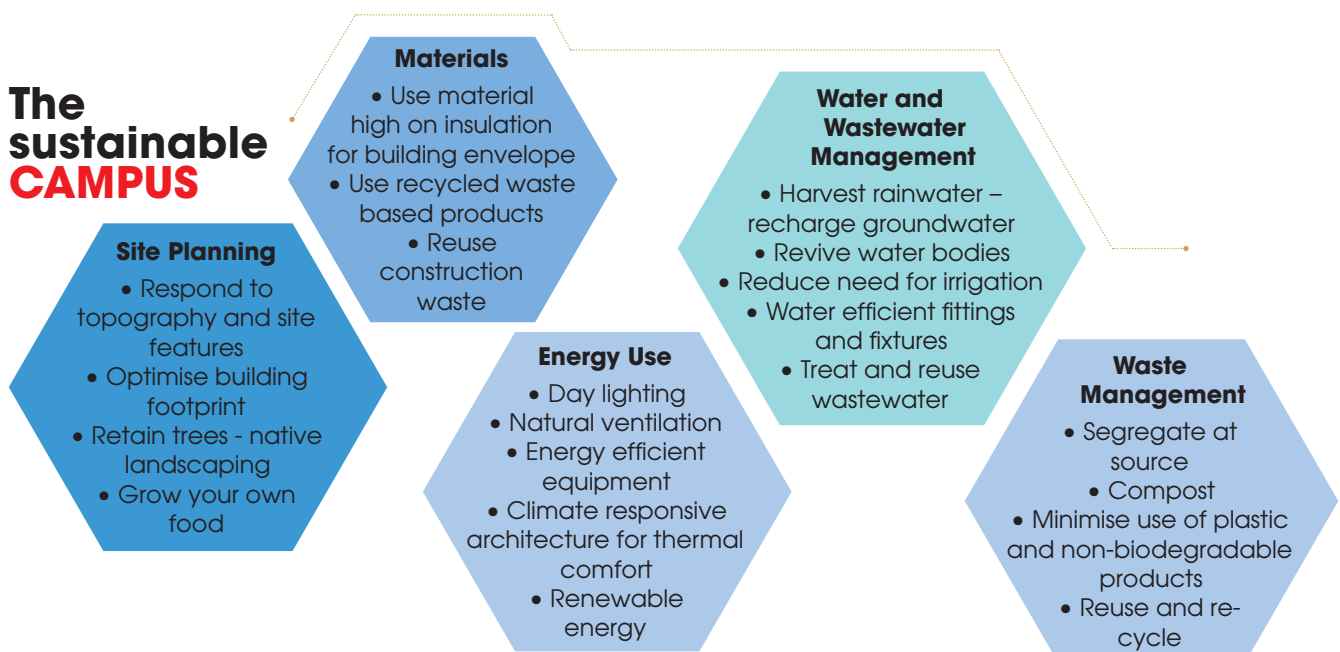 The
sustainable
CAMPUS
Materials
• Use material
high on insulation
for building envelope
• Use recycled waste
based products
• Reuse
construction
waste
Site Planning
• Respond to
topography and site
features
• Optimise building
footprint
• Retain trees - native
landscaping
• Grow your own
food
Water and
Wastewater
Management
• Harvest rainwater –
recharge groundwater
• Revive water bodies
• Reduce need for irrigation
• Water efficient fittings
and fixtures
• Treat and reuse
wastewater
Energy Use
• Day lighting
• Natural ventilation
• Energy efficient
equipment
• Climate responsive
architecture for thermal
comfort
• Renewable
energy
Waste
Management
• Segregate at
source
• Compost
• Minimise use of plastic
and non-biodegradable
products
• Reuse and re-
cycle